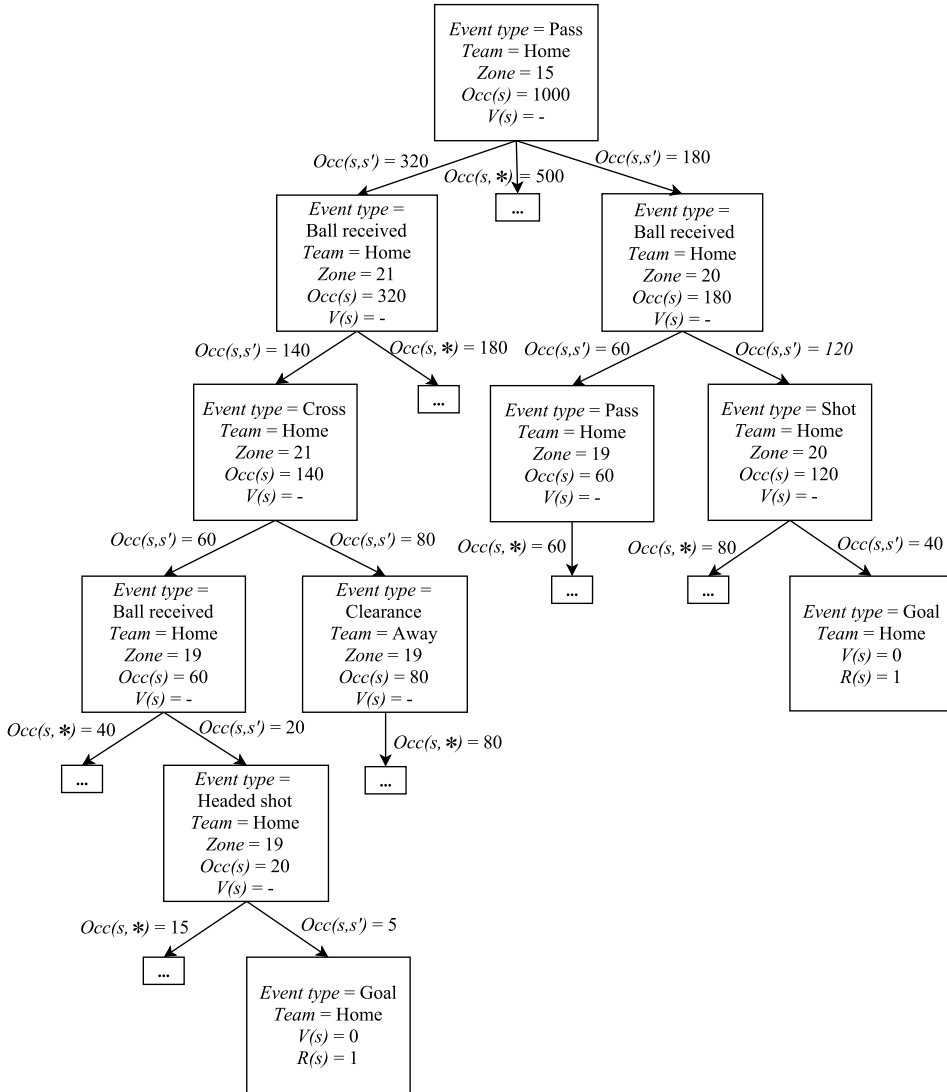 Event type = Pass
Team = Home
Zone = 15
Occ(s) = 1000
V(s) = -
Occ(s,s') = 320
Occ(s,*) = 500
Occ(s,s') = 180
...
Event type =
Ball received
Team = Home
Zone = 21
Occ(s) = 320
V(s) = -
Event type =
Ball received
Team = Home
Zone = 20
Occ(s) = 180
V(s) = -
Occ(s,s') = 140
Occ(s,*) = 180
Occ(s,s') = 60
Occ(s,s') = 120
...
Event type = Cross
Team = Home
Zone = 21
Occ(s) = 140
V(s) = -
Event type = Pass
Team = Home
Zone = 19
Occ(s) = 60
V(s) = -
Event type = Shot
Team = Home
Zone = 20
Occ(s) = 120
V(s) = -
Occ(s,s') = 60
Occ(s,s') = 80
Occ(s,*) = 60
Occ(s,*) = 80
Occ(s,s') = 40
Event type =
Ball received
Team = Home
Zone = 19
Occ(s) = 60
V(s) = -
Event type =
Clearance
Team = Away
Zone = 19
Occ(s) = 80
V(s) = -
...
...
Event type = Goal
Team = Home
V(s) = 0
R(s) = 1
Occ(s,*) = 40
Occ(s,s') = 20
Occ(s,*) = 80
...
Event type =
Headed shot
Team = Home
Zone = 19
Occ(s) = 20
V(s) = -
...
Occ(s,*) = 15
Occ(s,s') = 5
...
Event type = Goal
Team = Home
V(s) = 0
R(s) = 1